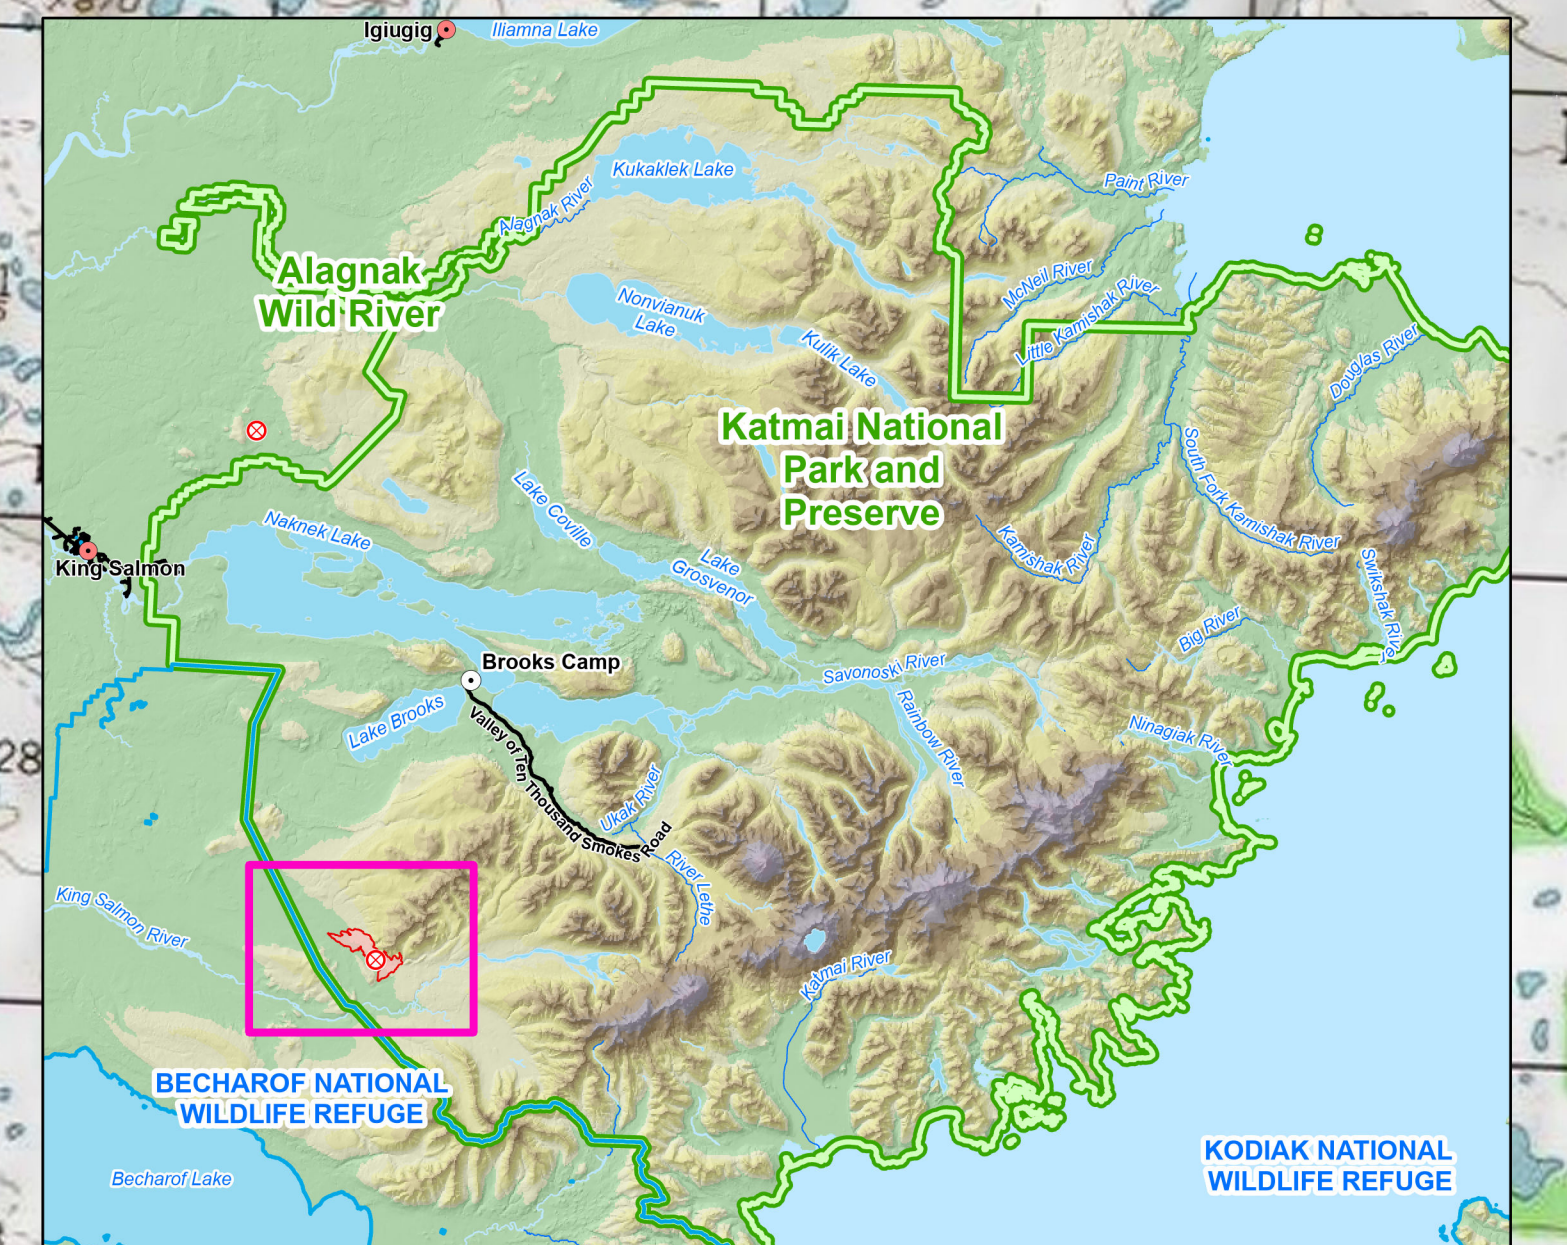 Igiugig
Iliamna Lake
Kukaklek Lake
Paint River
Alagnak River
Alagnak
Wild River
McNeil River
Little Kamishak River
Nonvianuk
Lake
Kulik Lake
Douglas River
Katmai National
Park and
Preserve
South Fork Kamishak River
Lake Coville
Naknek Lake
Kamishak River
Swikshak River
King Salmon
Lake
Grosvenor
Big River
Brooks Camp
Savonoski River
Lake Brooks
Rainbow River
Ninagiak River
Valley of Ten Thousand Smokes Road
Ukak River
28
River Lethe
King Salmon River
Katmai River
BECHAROF NATIONAL
WILDLIFE REFUGE
Becharof Lake
KODIAK NATIONAL
WILDLIFE REFUGE